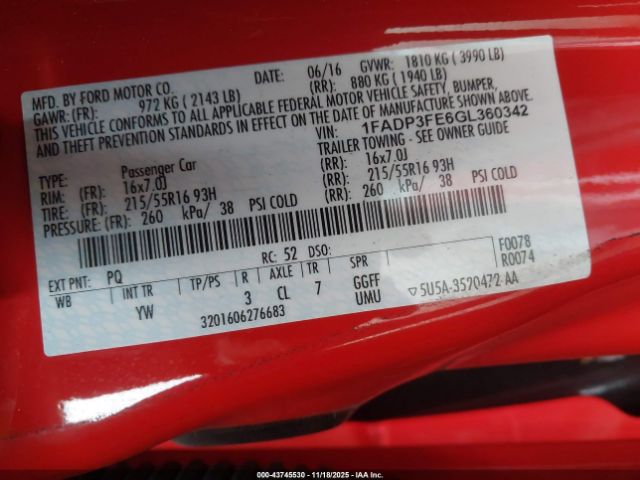 MFD. BY FORD MOTOR CO. DATE: 06/16 GVWR: 1810 KG ( 3990 LB)
GAWR: (FR): 972 KG ( 2143 LB) (RR): 880 KG ( 1940 LB)
THIS VEHICLE CONFORMS TO ALL APPLICABLE FEDERAL MOTOR VEHICLE SAFETY, BUMPER,
AND THEFT PREVENTION STANDARDS IN EFFECT ON THE DATE OF MANUFACTURE SHOWN ABOVE.
VIN: 1FADP3FE6GL360342
TYPE: Passenger Car TRAILER TOWING - SEE OWNER GUIDE
RIM: (FR): 16x7.0J (RR): 16x7.0J
TIRE: (FR): 215/55R16 93H (RR): 215/55R16 93H
PRESSURE: (FR): 260 kPa/ 38 PSI COLD (RR): 260 kPa/ 38 PSI COLD
EXT PNT: PQ RC: 52 DSO: F0078
WB INT TR TP/PS R AXLE TR SPR R0074
YW 3 CL 7 GGFF
UMU ▽5U5A-3520472 AA
3201606276683
000-43745530 - 11/18/2025 - IAA Inc.